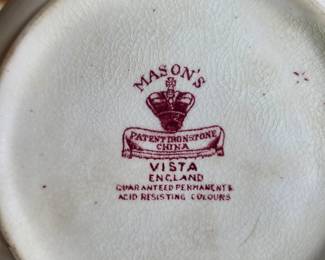 MASON'S
PATENT IRONSTONE
CHINA
VISTA
ENGLAND
GUARANTEED PERMANENT &
ACID RESISTING COLOURS